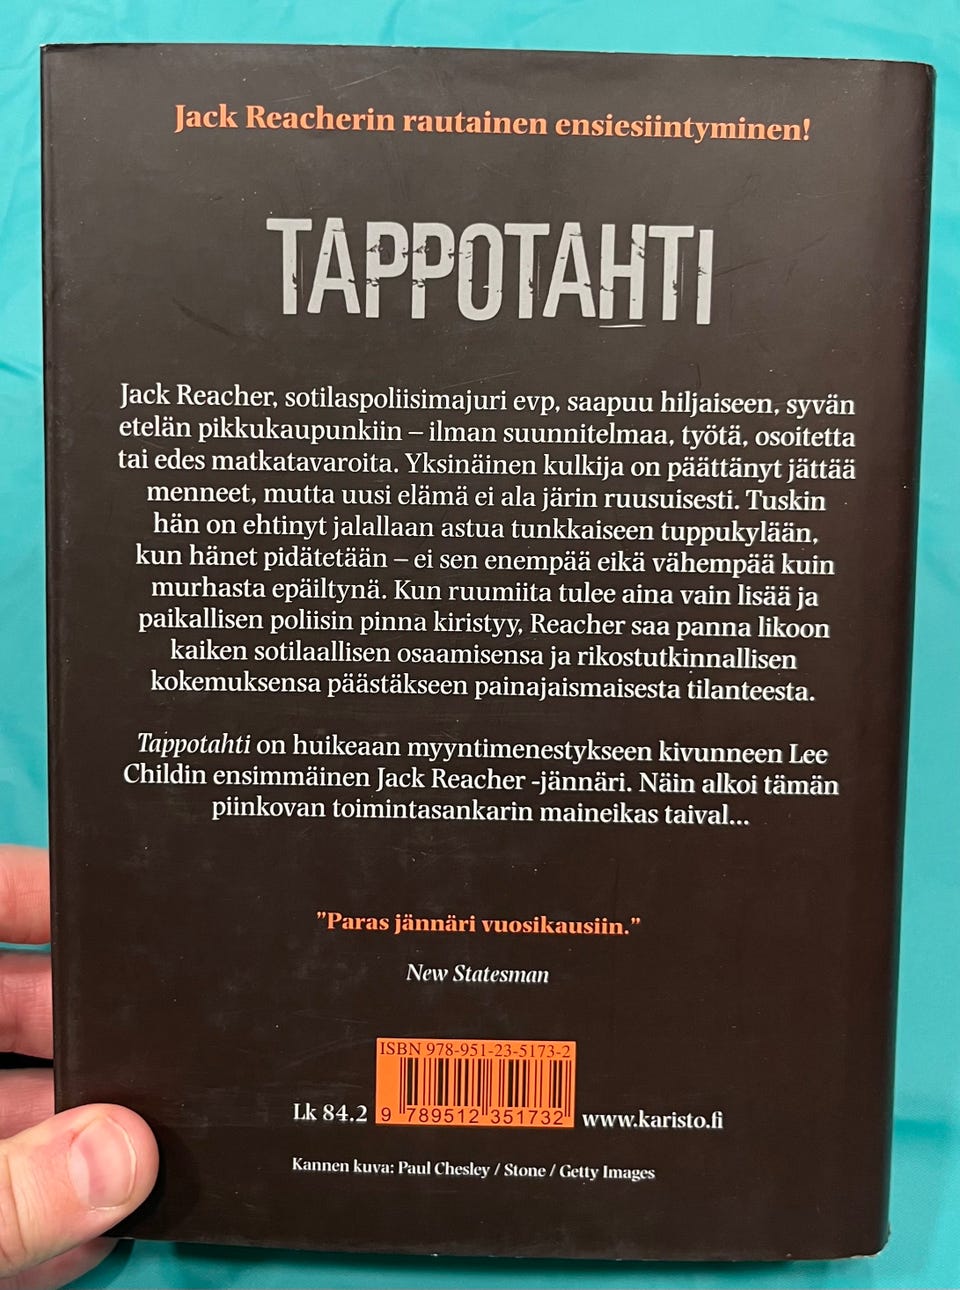 Jack Reacherin rautainen ensiesiintyminen!
TAPPOTAHTI
Jack Reacher, sotilaspoliisimajuri evp, saapuu hiljaiseen, syvän
etelän pikkukaupunkiin – ilman suunnitelmaa, työtä, osoitetta
tai edes matkatavaroita. Yksinäinen kulkija on päättänyt jättää
menneet, mutta uusi elämä ei ala järin ruusuisesti. Tuskin
hän on ehtinyt jalallaan astua tunkkaiseen tuppukylään,
kun hänet pidätetään – ei sen enempää eikä vähempää kuin
murhasta epäiltynä. Kun ruumiita tulee aina vain lisää ja
paikallisen poliisin pinna kiristyy, Reacher saa panna likoon
kaiken sotilaallisen osaamisensa ja rikostutkinnallisen
kokemuksensa päästäkseen painajaismaisesta tilanteesta.
Tappotahti on huikeaan myyntimenestykseen kivunneen Lee
Childin ensimmäinen Jack Reacher -jännäri. Näin alkoi tämän
piinkovan toimintasankarin maineikas taival...
"Paras jännäri vuosikausiin."
New Statesman
ISBN 978-951-23-5173-2
Lk 84.2
9 789512 351732
www.karisto.fi
Kannen kuva: Paul Chesley / Stone / Getty Images